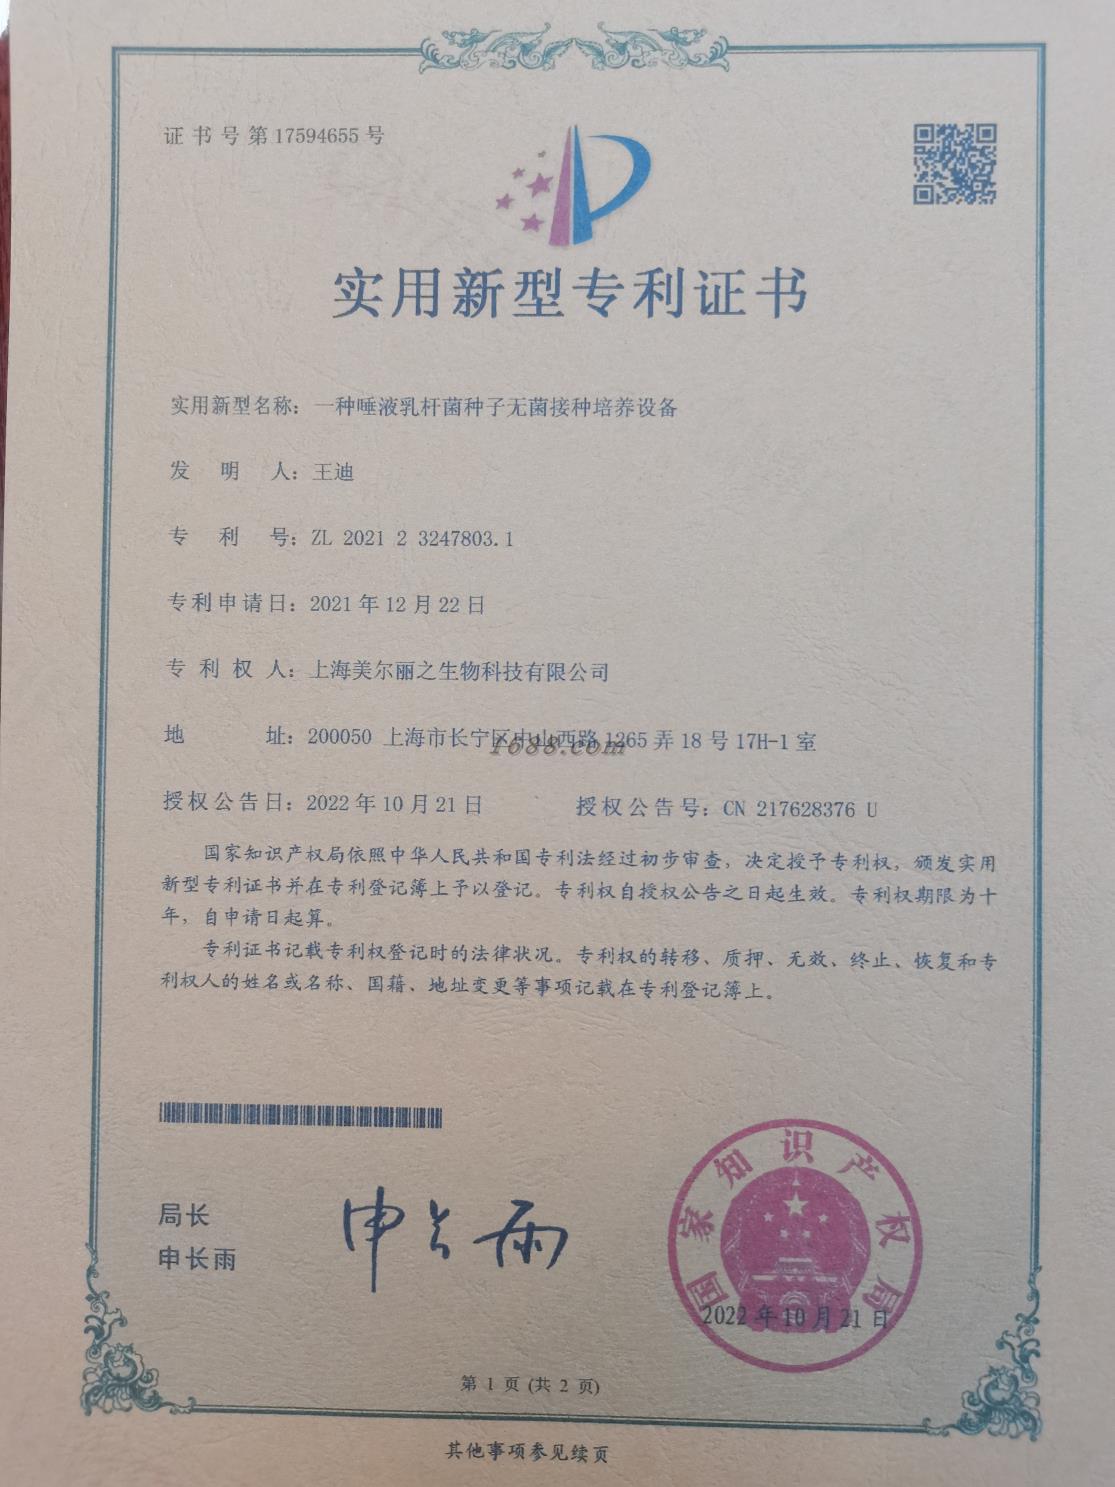 证书号第17594655号
实用新型专利证书
实用新型名称：一种唾液乳杆菌种子无菌接种培养设备
发明人：王迪
专利号：ZL 2021 2 3247803.1
专利申请日：2021年12月22日
专利权人：上海美尔丽之生物科技有限公司
地址：200050 上海市长宁区中山西路1265弄18号17H-1室
1688.com
授权公告日：2022年10月21日 授权公告号：CN 217628376 U
国家知识产权局依照中华人民共和国专利法经过初步审查，决定授予专利权，颁发实用
新型专利证书并在专利登记簿上予以登记。专利权自授权公告之日起生效。专利权期限为十
年，自申请日起算。
专利证书记载专利权登记时的法律状况。专利权的转移、质押、无效、终止、恢复和专
利权人的姓名或名称、国籍、地址变更等事项记载在专利登记簿上。
局长
申长雨
申长雨
国家知识产权局
2022年10月21日
第 1 页 (共 2 页)
其他事项参见续页